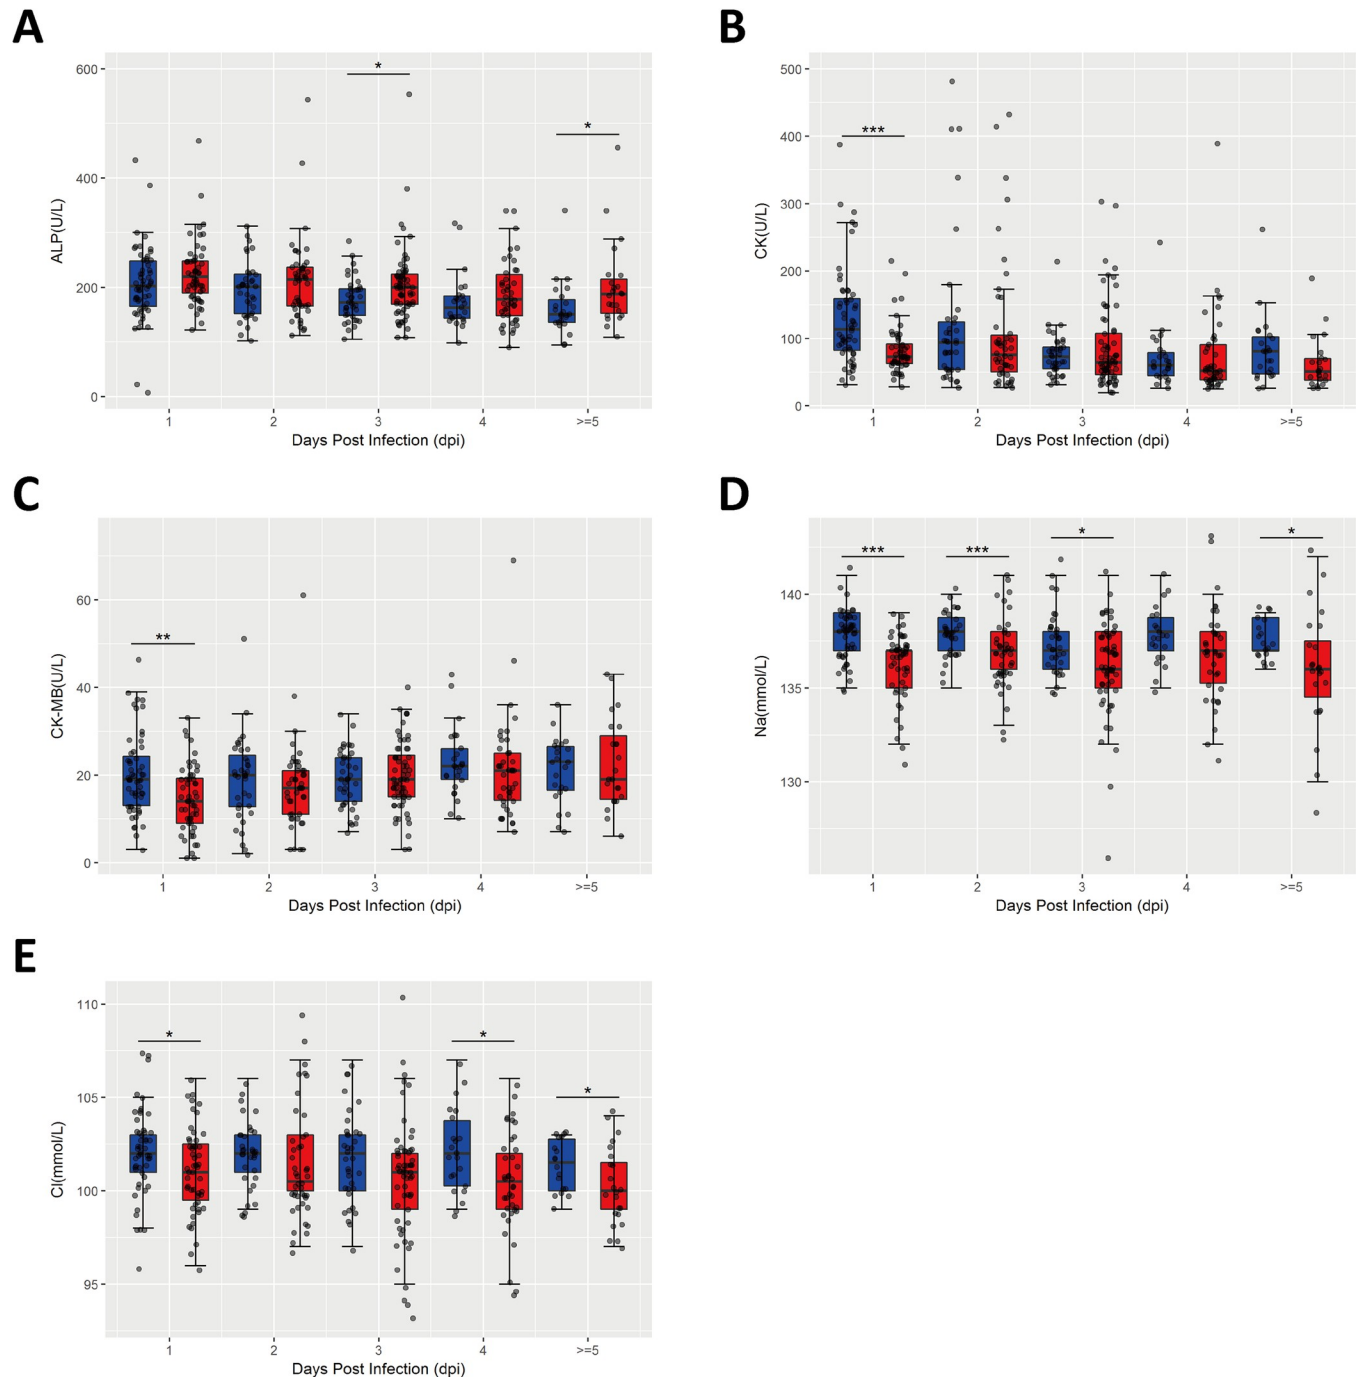 A
ALP(U/L)
600
400
200
0
*
*
1 2 3 4 >=5
Days Post Infection (dpi)
B
CK(U/L)
500
400
300
200
100
0
***
1 2 3 4 >=5
Days Post Infection (dpi)
C
CK-MB(U/L)
60
40
20
0
**
1 2 3 4 >=5
Days Post Infection (dpi)
D
Na(mmol/L)
140
135
130
*** *** * *
1 2 3 4 >=5
Days Post Infection (dpi)
E
Cl(mmol/L)
110
105
100
95
* * *
1 2 3 4 >=5
Days Post Infection (dpi)